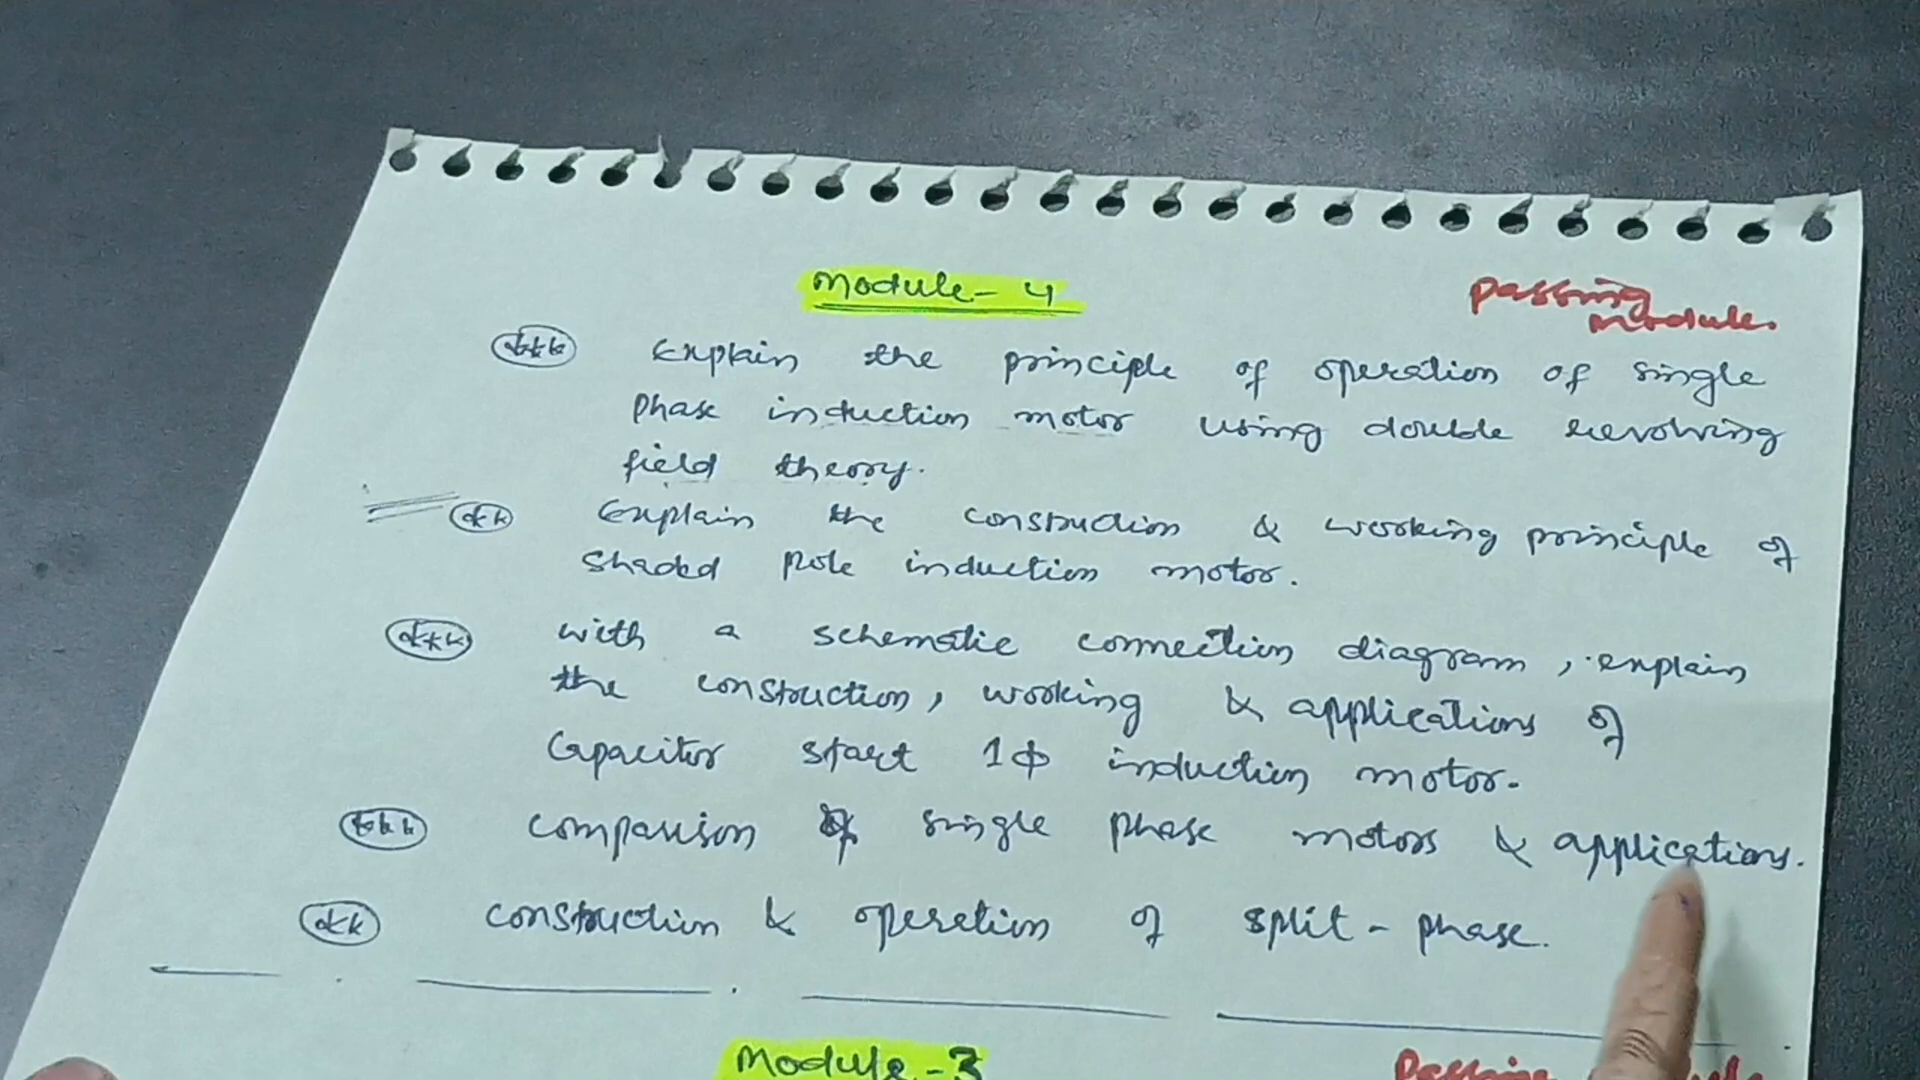 Module - 4
Passing
module.
*** Explain the principle of operation of single
phase induction motor using double revolving
field theory.
** Explain the construction & working principle of
shaded pole induction motor.
*** with a schematic connection diagram, explain
the construction, working & applications of
Capacitor start 1ф induction motor.
*** comparison of single phase motors & applications.
** construction & operation of split - phase.
Module - 3
Passing